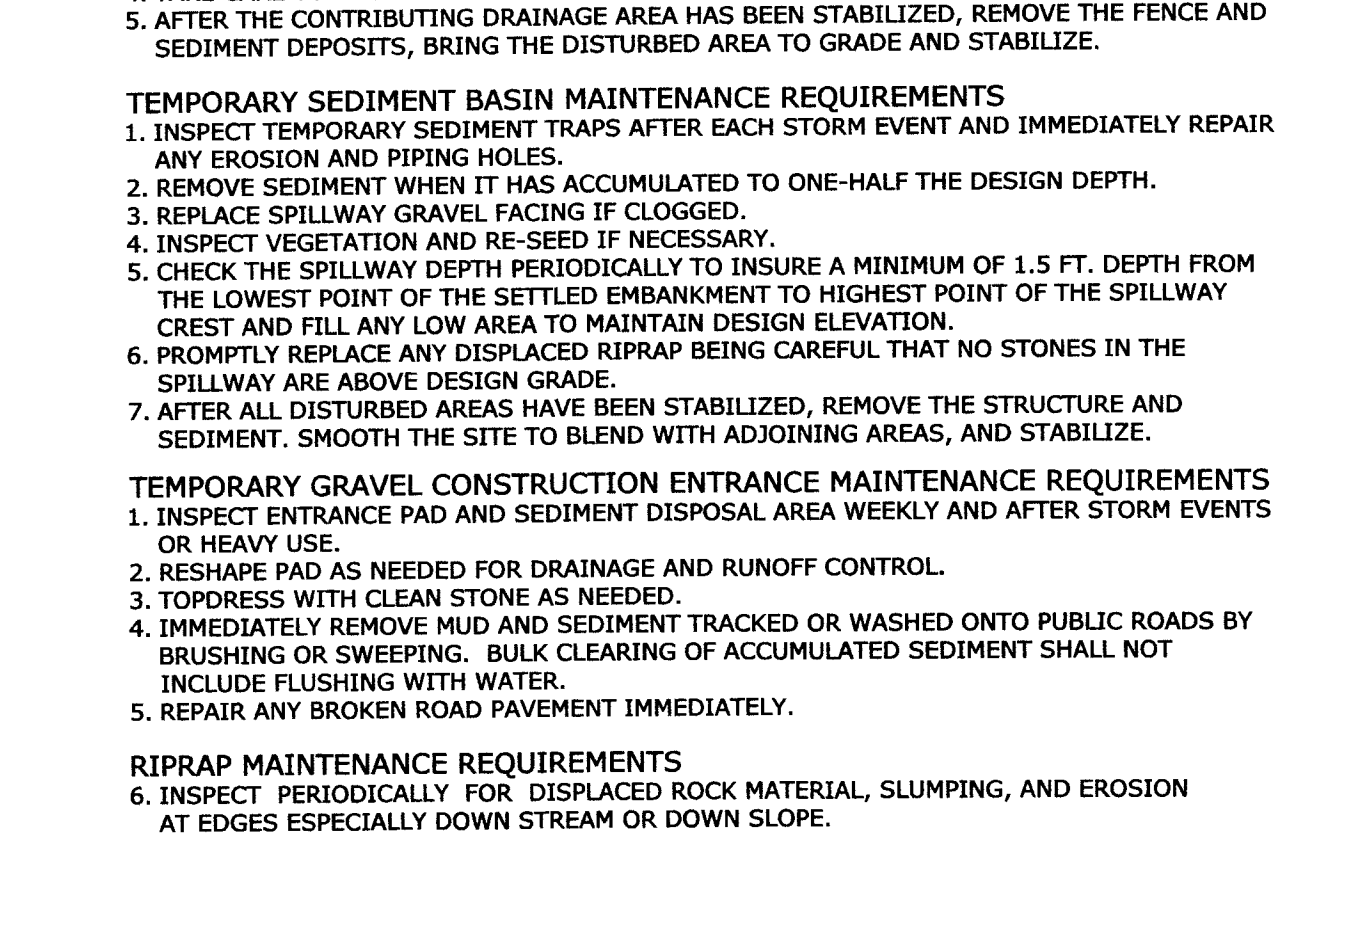 5. AFTER THE CONTRIBUTING DRAINAGE AREA HAS BEEN STABILIZED, REMOVE THE FENCE AND
SEDIMENT DEPOSITS, BRING THE DISTURBED AREA TO GRADE AND STABILIZE.
TEMPORARY SEDIMENT BASIN MAINTENANCE REQUIREMENTS
1. INSPECT TEMPORARY SEDIMENT TRAPS AFTER EACH STORM EVENT AND IMMEDIATELY REPAIR
ANY EROSION AND PIPING HOLES.
2. REMOVE SEDIMENT WHEN IT HAS ACCUMULATED TO ONE-HALF THE DESIGN DEPTH.
3. REPLACE SPILLWAY GRAVEL FACING IF CLOGGED.
4. INSPECT VEGETATION AND RE-SEED IF NECESSARY.
5. CHECK THE SPILLWAY DEPTH PERIODICALLY TO INSURE A MINIMUM OF 1.5 FT. DEPTH FROM
THE LOWEST POINT OF THE SETTLED EMBANKMENT TO HIGHEST POINT OF THE SPILLWAY
CREST AND FILL ANY LOW AREA TO MAINTAIN DESIGN ELEVATION.
6. PROMPTLY REPLACE ANY DISPLACED RIPRAP BEING CAREFUL THAT NO STONES IN THE
SPILLWAY ARE ABOVE DESIGN GRADE.
7. AFTER ALL DISTURBED AREAS HAVE BEEN STABILIZED, REMOVE THE STRUCTURE AND
SEDIMENT. SMOOTH THE SITE TO BLEND WITH ADJOINING AREAS, AND STABILIZE.
TEMPORARY GRAVEL CONSTRUCTION ENTRANCE MAINTENANCE REQUIREMENTS
1. INSPECT ENTRANCE PAD AND SEDIMENT DISPOSAL AREA WEEKLY AND AFTER STORM EVENTS
OR HEAVY USE.
2. RESHAPE PAD AS NEEDED FOR DRAINAGE AND RUNOFF CONTROL.
3. TOPDRESS WITH CLEAN STONE AS NEEDED.
4. IMMEDIATELY REMOVE MUD AND SEDIMENT TRACKED OR WASHED ONTO PUBLIC ROADS BY
BRUSHING OR SWEEPING. BULK CLEARING OF ACCUMULATED SEDIMENT SHALL NOT
INCLUDE FLUSHING WITH WATER.
5. REPAIR ANY BROKEN ROAD PAVEMENT IMMEDIATELY.
RIPRAP MAINTENANCE REQUIREMENTS
6. INSPECT PERIODICALLY FOR DISPLACED ROCK MATERIAL, SLUMPING, AND EROSION
AT EDGES ESPECIALLY DOWN STREAM OR DOWN SLOPE.